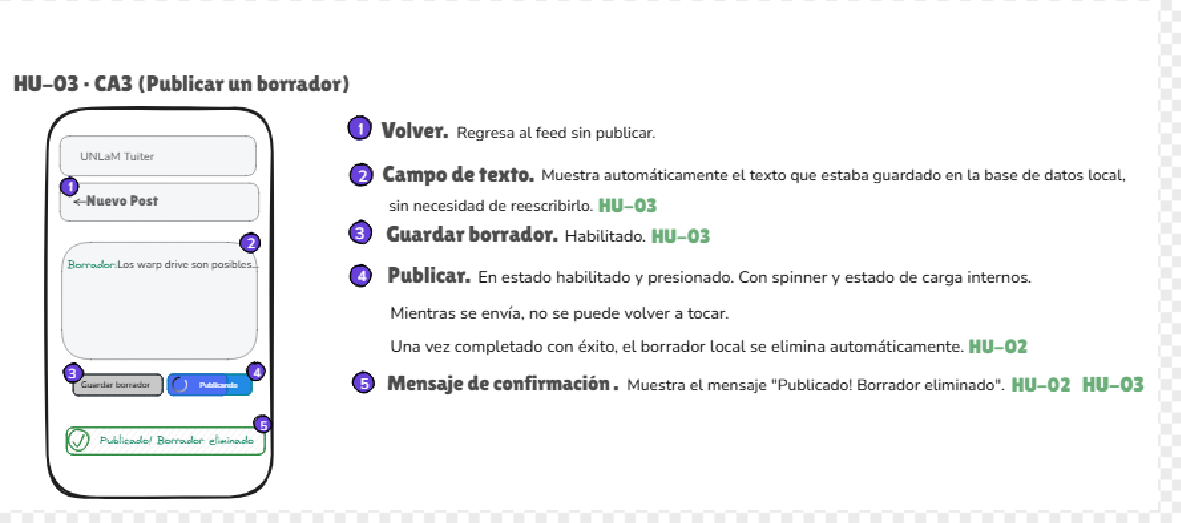 HU-03 · CA3 (Publicar un borrador)
UNLaM Tuiter
1
←Nuevo Post
2
Borrador:Los warp drive son posibles...
3
Guardar borrador
4
Publicando
5
Publicado! Borrador eliminado
1 Volver. Regresa al feed sin publicar.
2 Campo de texto. Muestra automáticamente el texto que estaba guardado en la base de datos local,
sin necesidad de reescribirlo. HU-03
3 Guardar borrador. Habilitado. HU-03
4 Publicar. En estado habilitado y presionado. Con spinner y estado de carga internos.
Mientras se envía, no se puede volver a tocar.
Una vez completado con éxito, el borrador local se elimina automáticamente. HU-02
5 Mensaje de confirmación. Muestra el mensaje "Publicado! Borrador eliminado". HU-02 HU-03